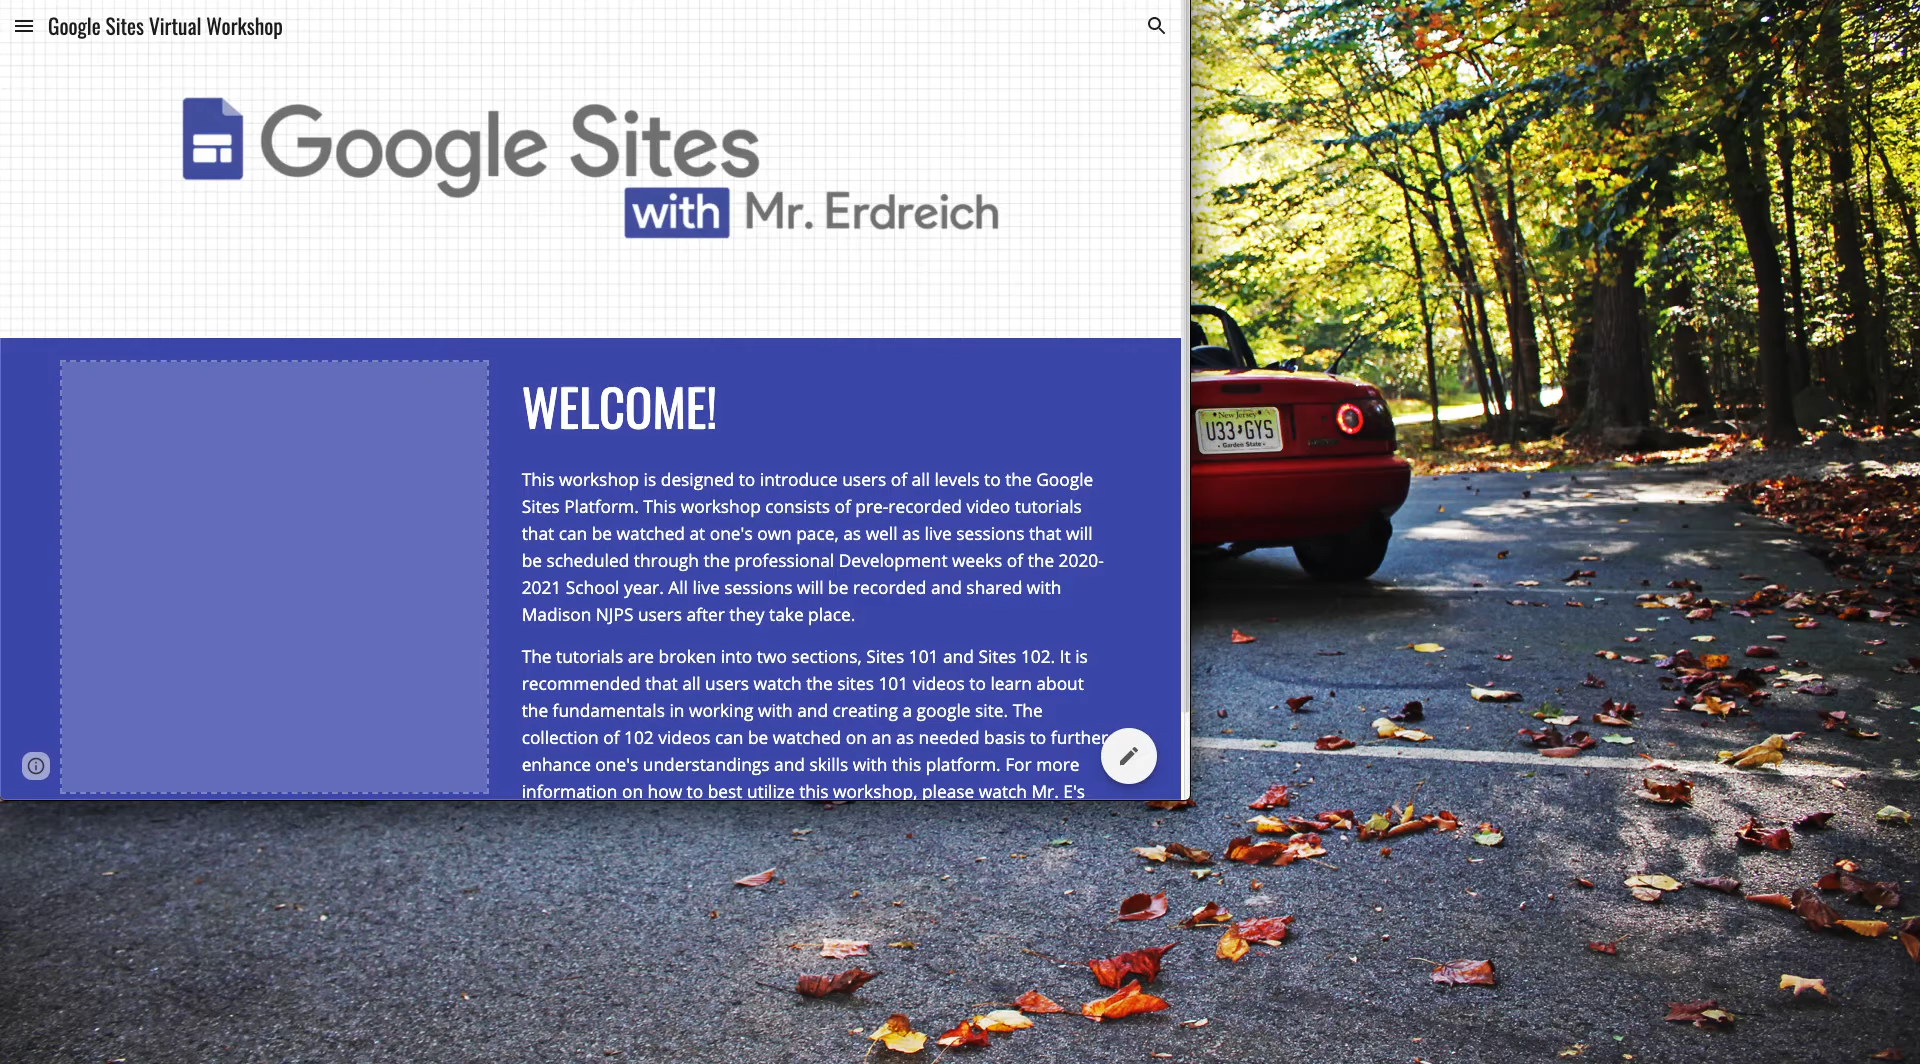 Google Sites Virtual Workshop
Google Sites
with Mr. Erdreich
WELCOME!
This workshop is designed to introduce users of all levels to the Google
Sites Platform. This workshop consists of pre-recorded video tutorials
that can be watched at one's own pace, as well as live sessions that will
be scheduled through the professional Development weeks of the 2020-
2021 School year. All live sessions will be recorded and shared with
Madison NJPS users after they take place.
The tutorials are broken into two sections, Sites 101 and Sites 102. It is
recommended that all users watch the sites 101 videos to learn about
the fundamentals in working with and creating a google site. The
collection of 102 videos can be watched on an as needed basis to further
enhance one's understandings and skills with this platform. For more
information on how to best utilize this workshop, please watch Mr. E's
New Jersey
U33 GYS
Garden State